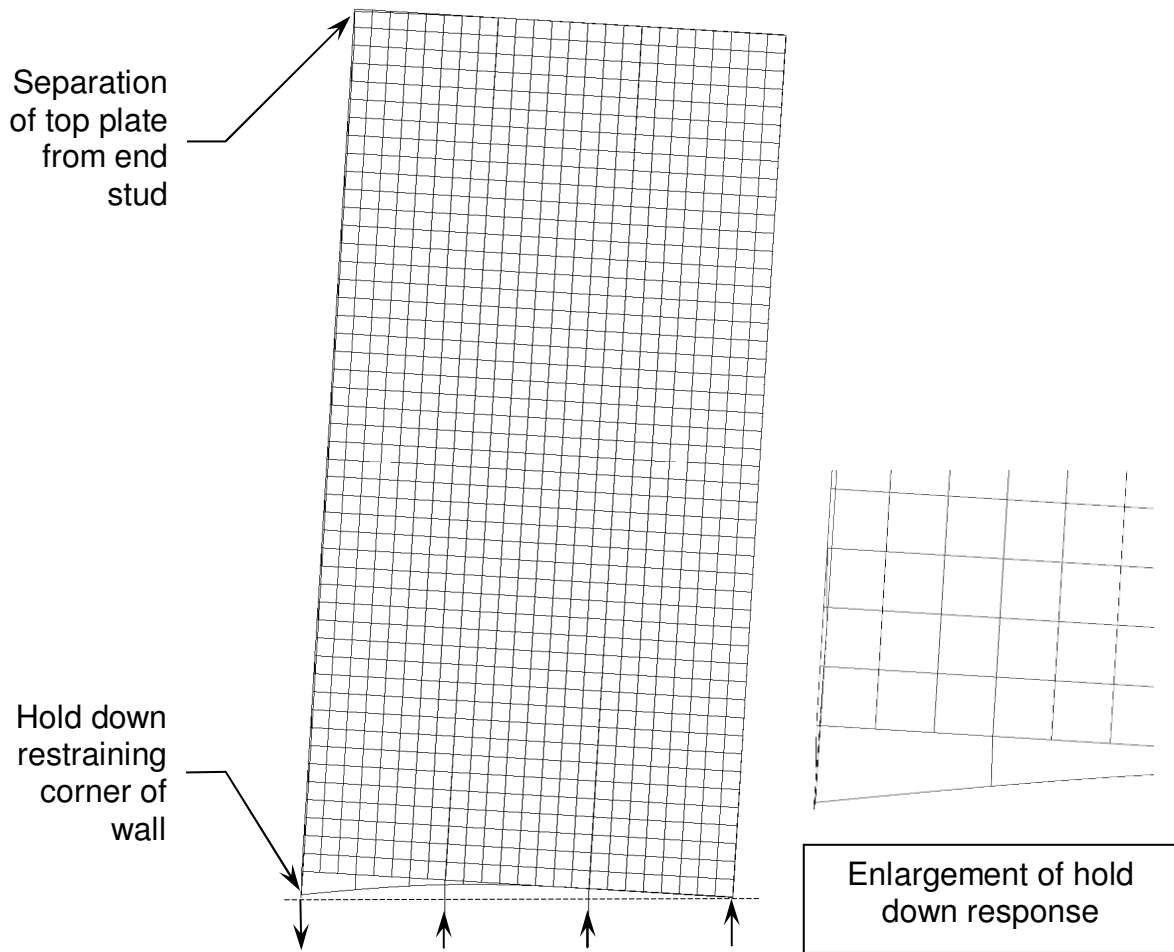 Separation
of top plate
from end
stud
Hold down
restraining
corner of
wall
Enlargement of hold
down response